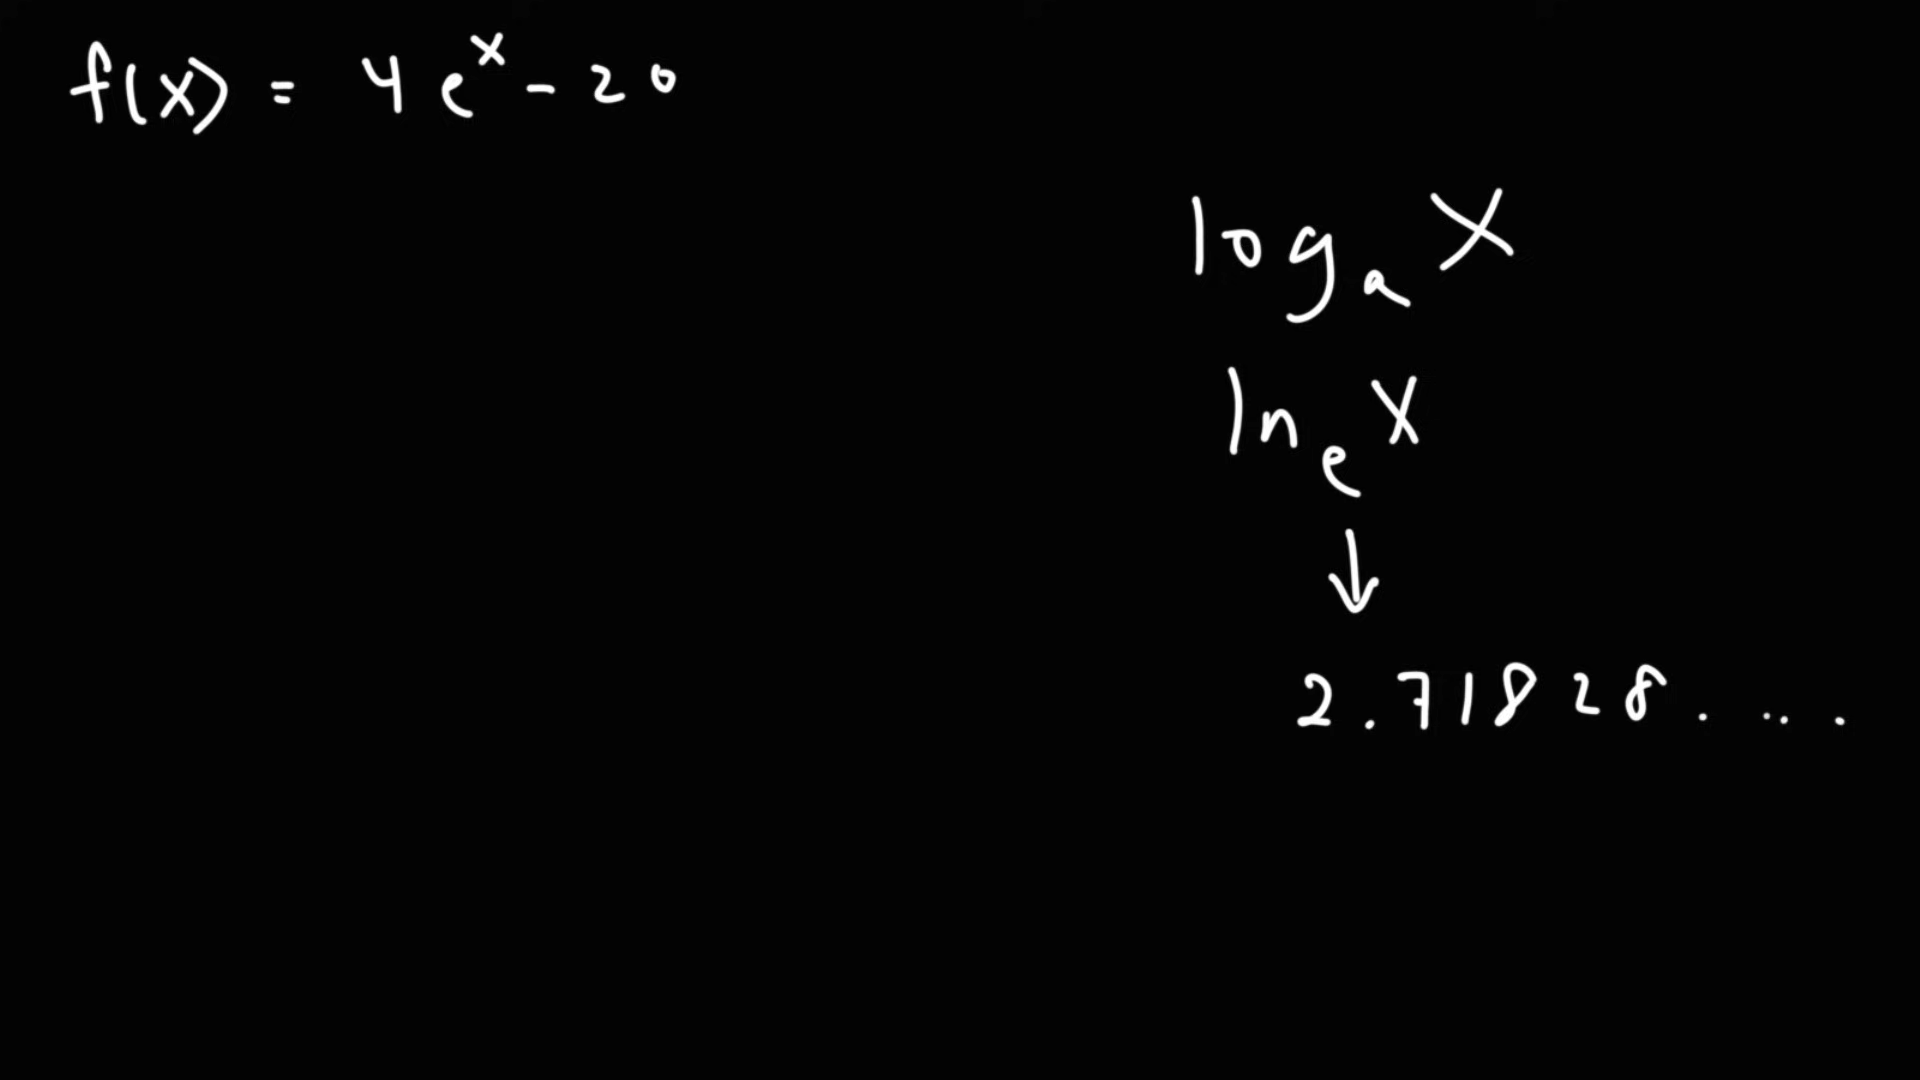 f(x) = 4e^x - 20
log_a X
ln_e X
↓
2.71828. ...